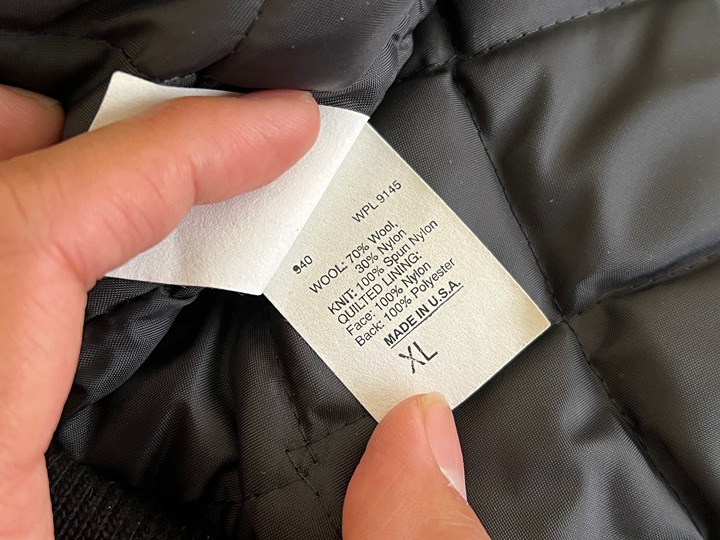 WPL 9145
940
WOOL: 70% Wool,
30% Nylon
KNIT: 100% Spun Nylon
QUILTED LINING:
Face: 100% Nylon
Back: 100% Polyester
MADE IN U.S.A.
XL